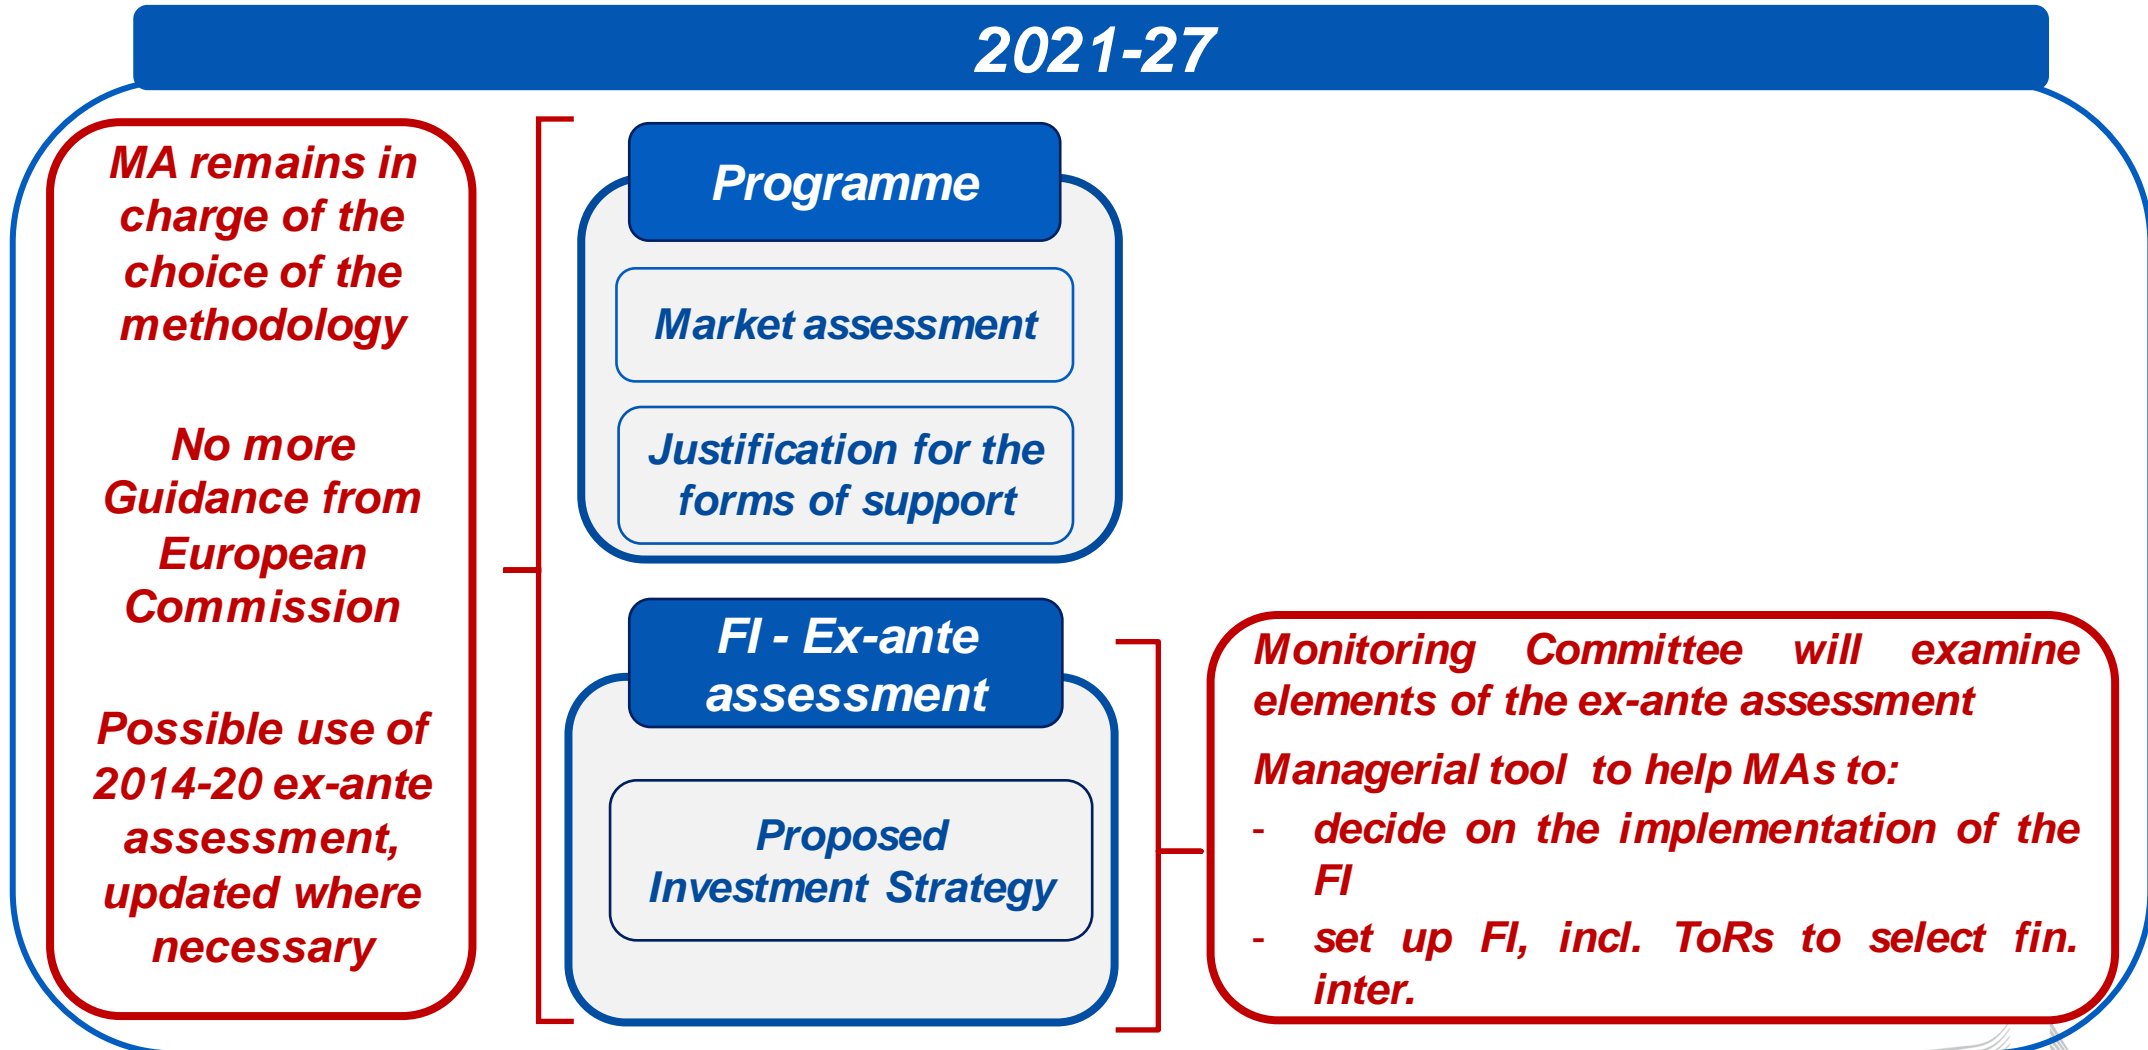 2021-27
MA remains in
charge of the
choice of the
methodology
No more
Guidance from
European
Commission
Possible use of
2014-20 ex-ante
assessment,
updated where
necessary
Programme
Market assessment
Justification for the
forms of support
FI - Ex-ante
assessment
Proposed
Investment Strategy
Monitoring Committee will examine
elements of the ex-ante assessment
Managerial tool to help MAs to:
- decide on the implementation of the
FI
- set up FI, incl. ToRs to select fin.
inter.